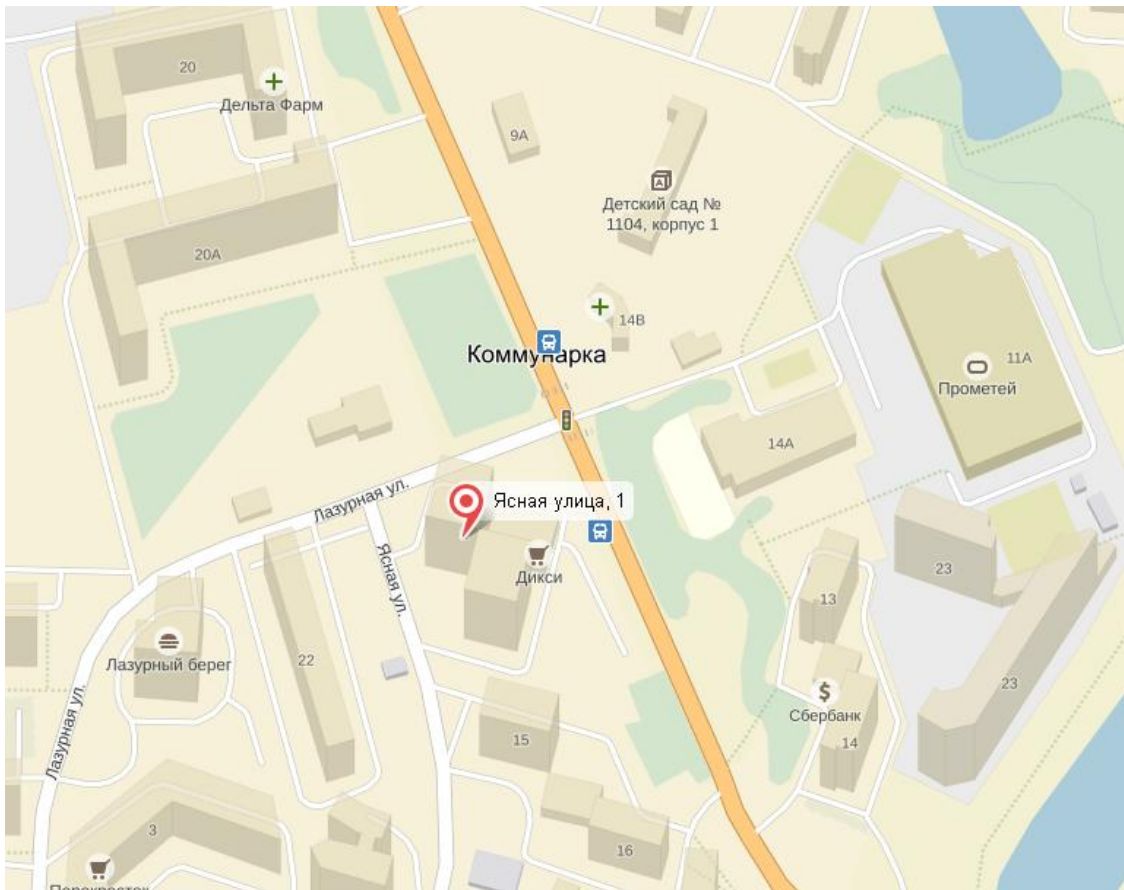 20
Дельта Фарм
9А
Детский сад №
1104, корпус 1
20А
14В
Коммунарка
11А
Прометей
14А
Лазурная ул.
Ясная улица, 1
Ясная ул.
Дикси
23
13
Лазурный берег
22
23
Сбербанк
14
Лазурная ул.
15
3
16
Перекресток
$